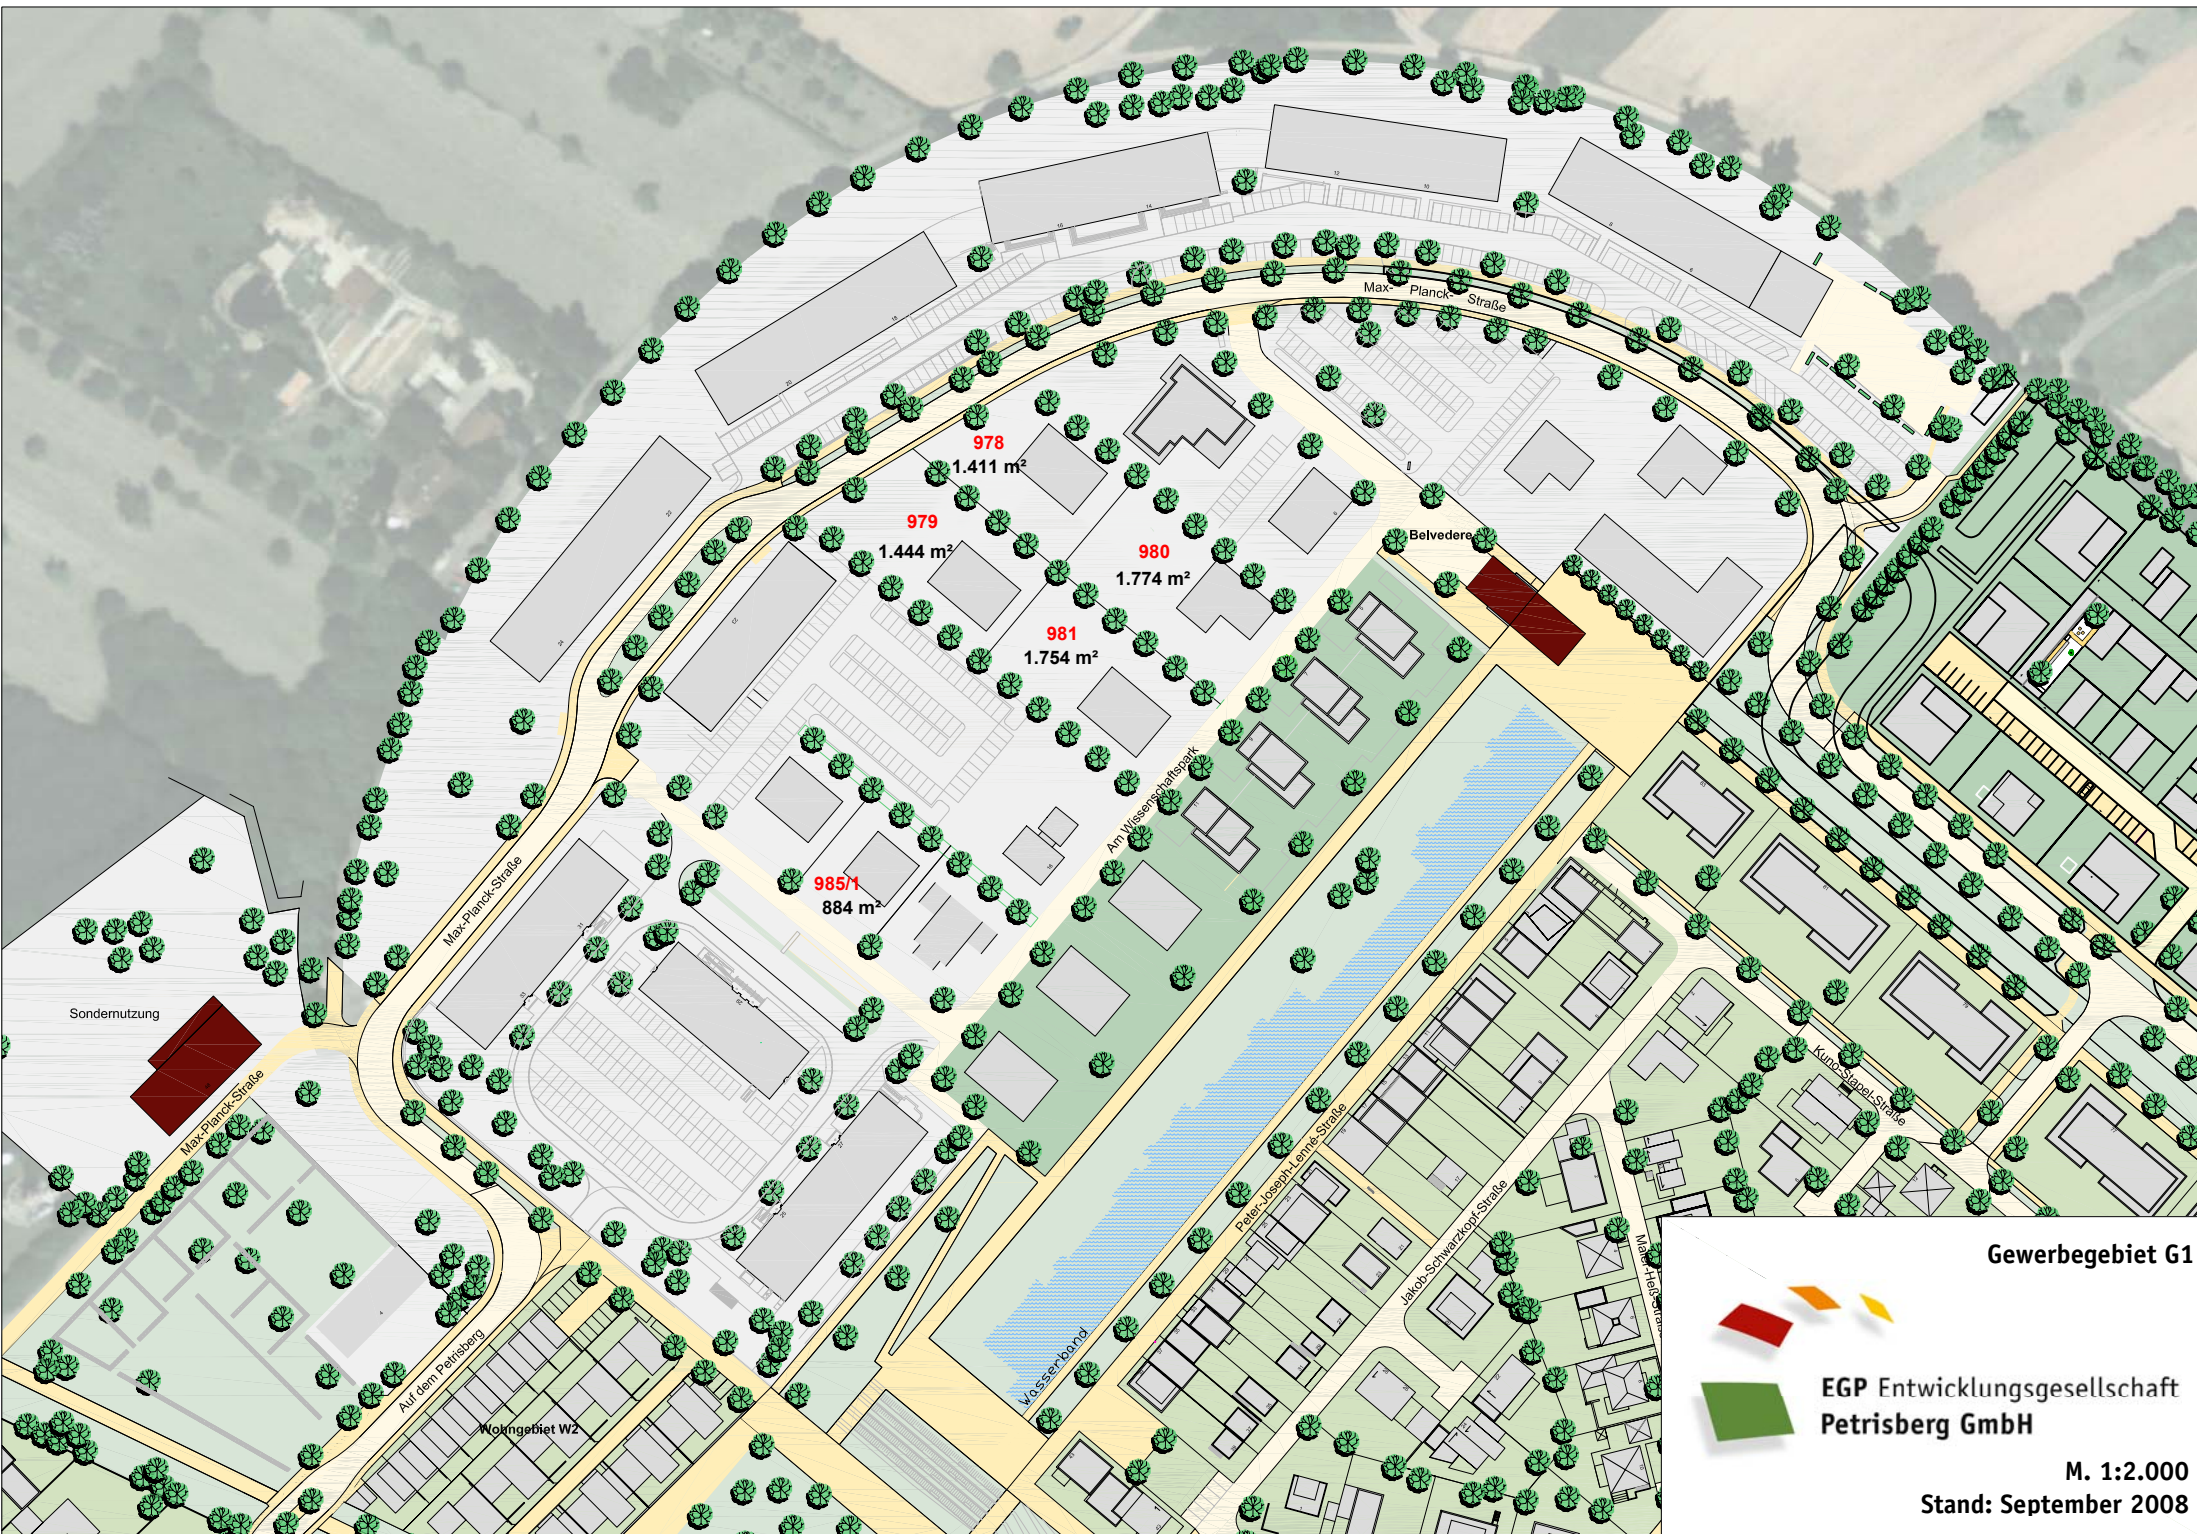 Max- Planck- Straße
978
1.411 m²
979
1.444 m²
980
1.774 m²
981
1.754 m²
Belvedere
Am Wissenschaftspark
985/1
884 m²
Max-Planck-Straße
Sondernutzung
Max-Planck-Straße
Kuno-Stapel-Straße
Peter-Joseph-Lenné-Straße
Jakob-Schwarzkopf-Straße
Wasserband
Auf dem Petrisberg
Wohngebiet W2
Gewerbegebiet G1
EGP Entwicklungsgesellschaft
Petrisberg GmbH
M. 1:2.000
Stand: September 2008